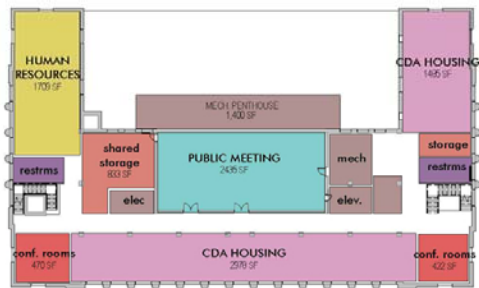 HUMAN
RESOURCES
1709 SF
CDA HOUSING
1495 SF
MECH. PENTHOUSE
1,400 SF
shared
storage
833 SF
PUBLIC MEETING
2435 SF
mech
storage
restrms
restrms
elec
elev.
conf. rooms
470 SF
CDA HOUSING
2979 SF
conf. rooms
422 SF